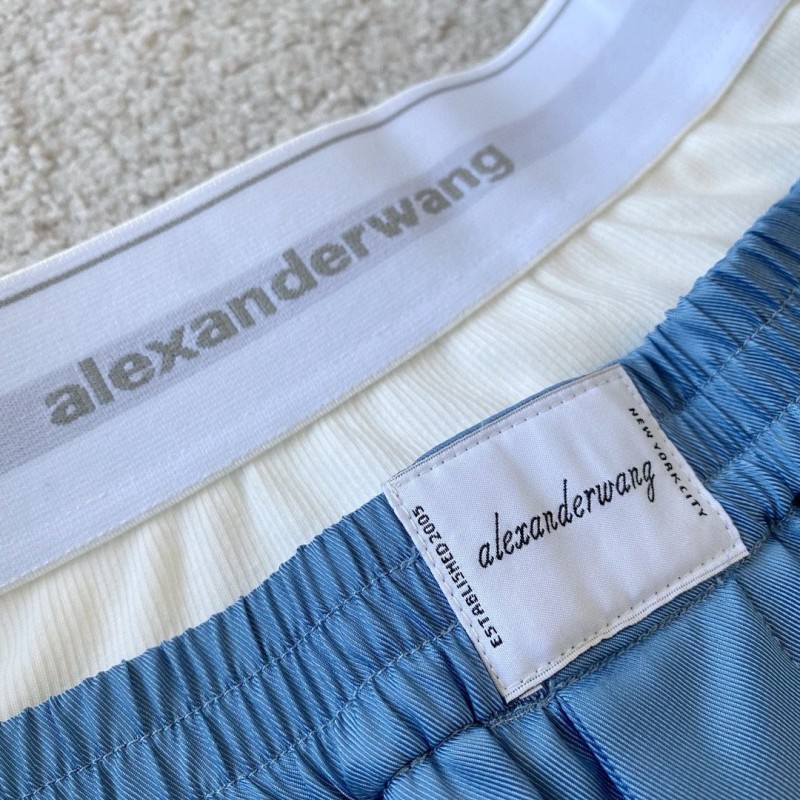 alexanderwang
ESTABLISHED 2005
alexanderwang
NEW YORK CITY